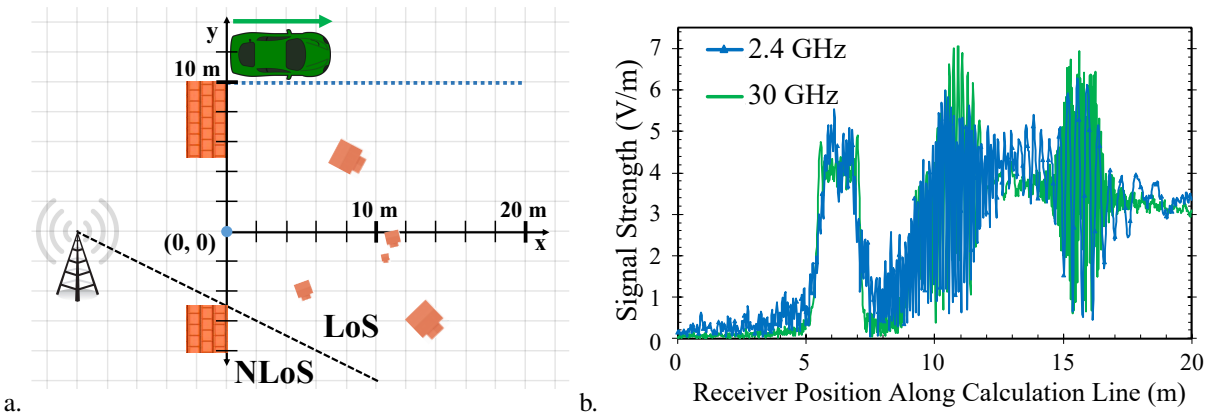 y
10 m
10 m
20 m
(0, 0)
x
LoS
NLoS
a.
2.4 GHz
30 GHz
Signal Strength (V/m)
7
6
5
4
3
2
1
0
0
5
10
15
20
Receiver Position Along Calculation Line (m)
b.